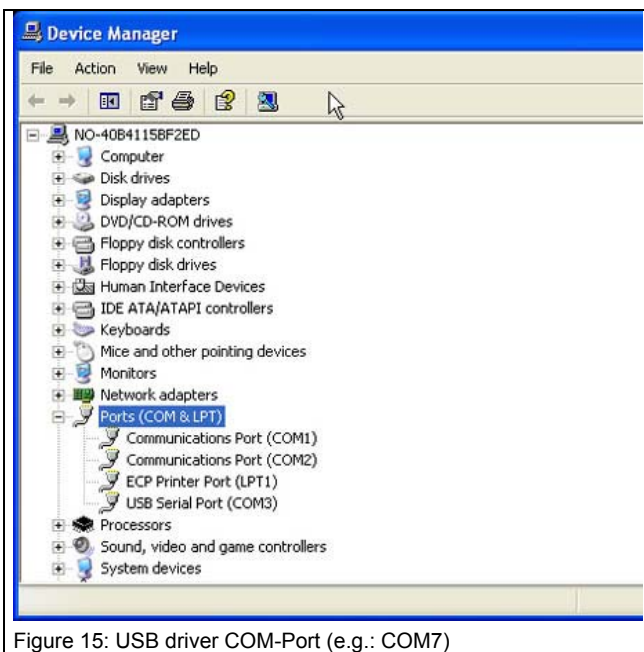 Device Manager
File Action View Help
NO-40B4115BF2ED
Computer
Disk drives
Display adapters
DVD/CD-ROM drives
Floppy disk controllers
Floppy disk drives
Human Interface Devices
IDE ATA/ATAPI controllers
Keyboards
Mice and other pointing devices
Monitors
Network adapters
Ports (COM & LPT)
Communications Port (COM1)
Communications Port (COM2)
ECP Printer Port (LPT1)
USB Serial Port (COM3)
Processors
Sound, video and game controllers
System devices
Figure 15: USB driver COM-Port (e.g.: COM7)